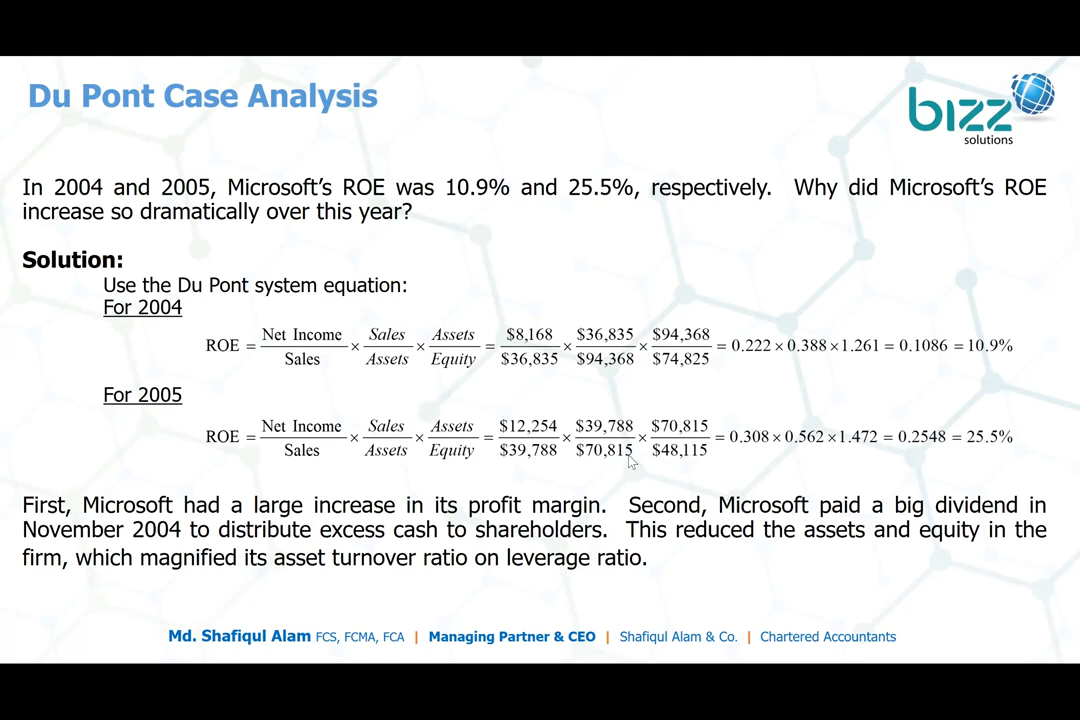 Du Pont Case Analysis
bizz
solutions
In 2004 and 2005, Microsoft's ROE was 10.9% and 25.5%, respectively. Why did Microsoft's ROE
increase so dramatically over this year?
Solution:
Use the Du Pont system equation:
For 2004
ROE = Net Income/Sales × Sales/Assets × Assets/Equity = $8,168/$36,835 × $36,835/$94,368 × $94,368/$74,825 = 0.222 × 0.388 × 1.261 = 0.1086 = 10.9%
For 2005
ROE = Net Income/Sales × Sales/Assets × Assets/Equity = $12,254/$39,788 × $39,788/$70,815 × $70,815/$48,115 = 0.308 × 0.562 × 1.472 = 0.2548 = 25.5%
First, Microsoft had a large increase in its profit margin. Second, Microsoft paid a big dividend in
November 2004 to distribute excess cash to shareholders. This reduced the assets and equity in the
firm, which magnified its asset turnover ratio on leverage ratio.
Md. Shafiqul Alam FCS, FCMA, FCA | Managing Partner & CEO | Shafiqul Alam & Co. | Chartered Accountants